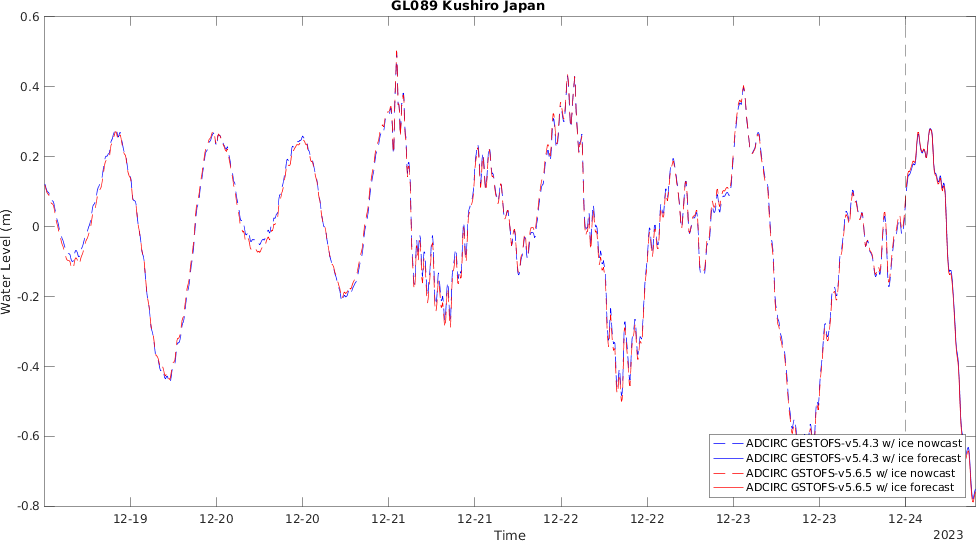 GL089 Kushiro Japan
0.6
0.4
0.2
0
-0.2
-0.4
-0.6
-0.8
Water Level (m)
ADCIRC GESTOFS-v5.4.3 w/ ice nowcast
ADCIRC GESTOFS-v5.4.3 w/ ice forecast
ADCIRC GSTOFS-v5.6.5 w/ ice nowcast
ADCIRC GSTOFS-v5.6.5 w/ ice forecast
12-19 12-20 12-20 12-21 12-21 12-22 12-22 12-23 12-23 12-24
Time
2023